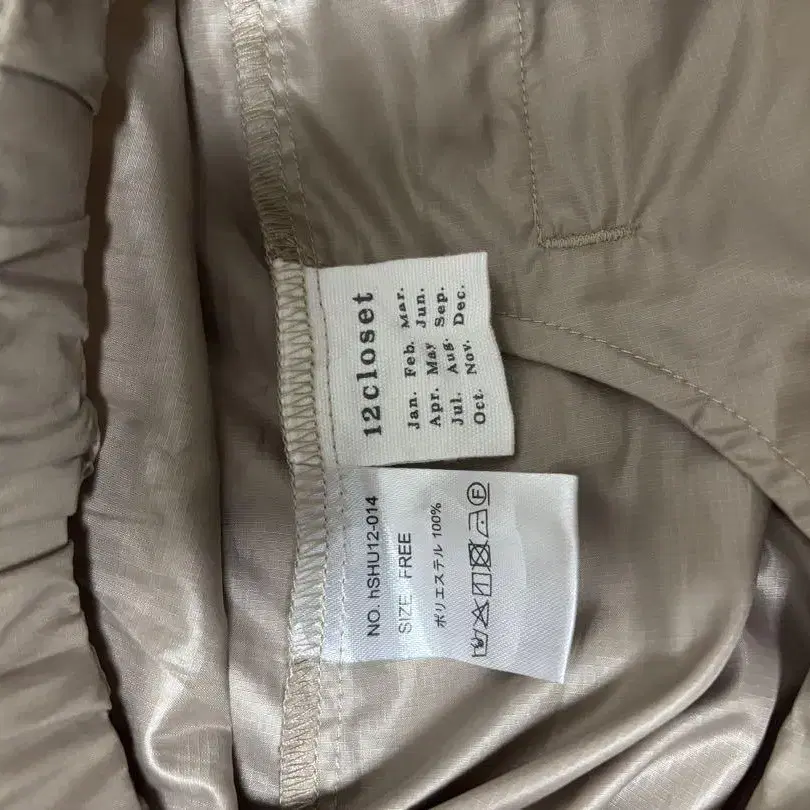 12closet
Jan. Feb. Mar.
Apr. May Jun.
Jul. Aug. Sep.
Oct. Nov. Dec.
NO. hSHU12-014
SIZE FREE
ポリエステル 100%
F